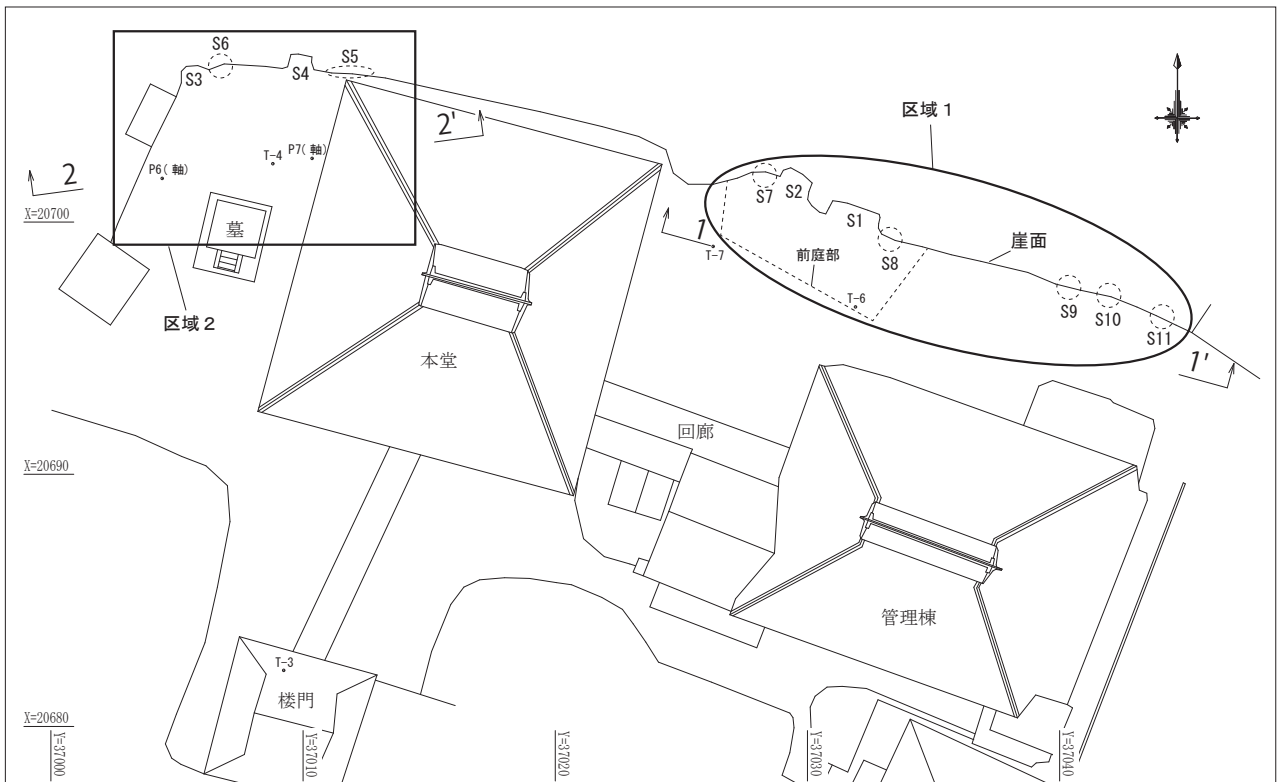 S6
S5
S3
S4
区域1
2'
T-4
P7(軸)
P6(軸)
2
X=20700
墓
区域2
S7
S2
S1
1
T-7
S8
崖面
前庭部
T-6
S9
S10
S11
1'
本堂
回廊
X=20690
管理棟
T-3
楼門
X=20680
Y=37000
Y=37010
Y=37020
Y=37030
Y=37040